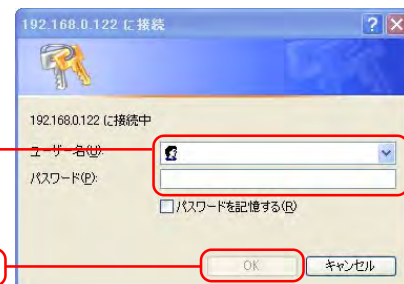 192.168.0.122 に接続
192.168.0.122 に接続中
ユーザー名(U):
パスワード(P):
パスワードを記憶する(R)
OK キャンセル